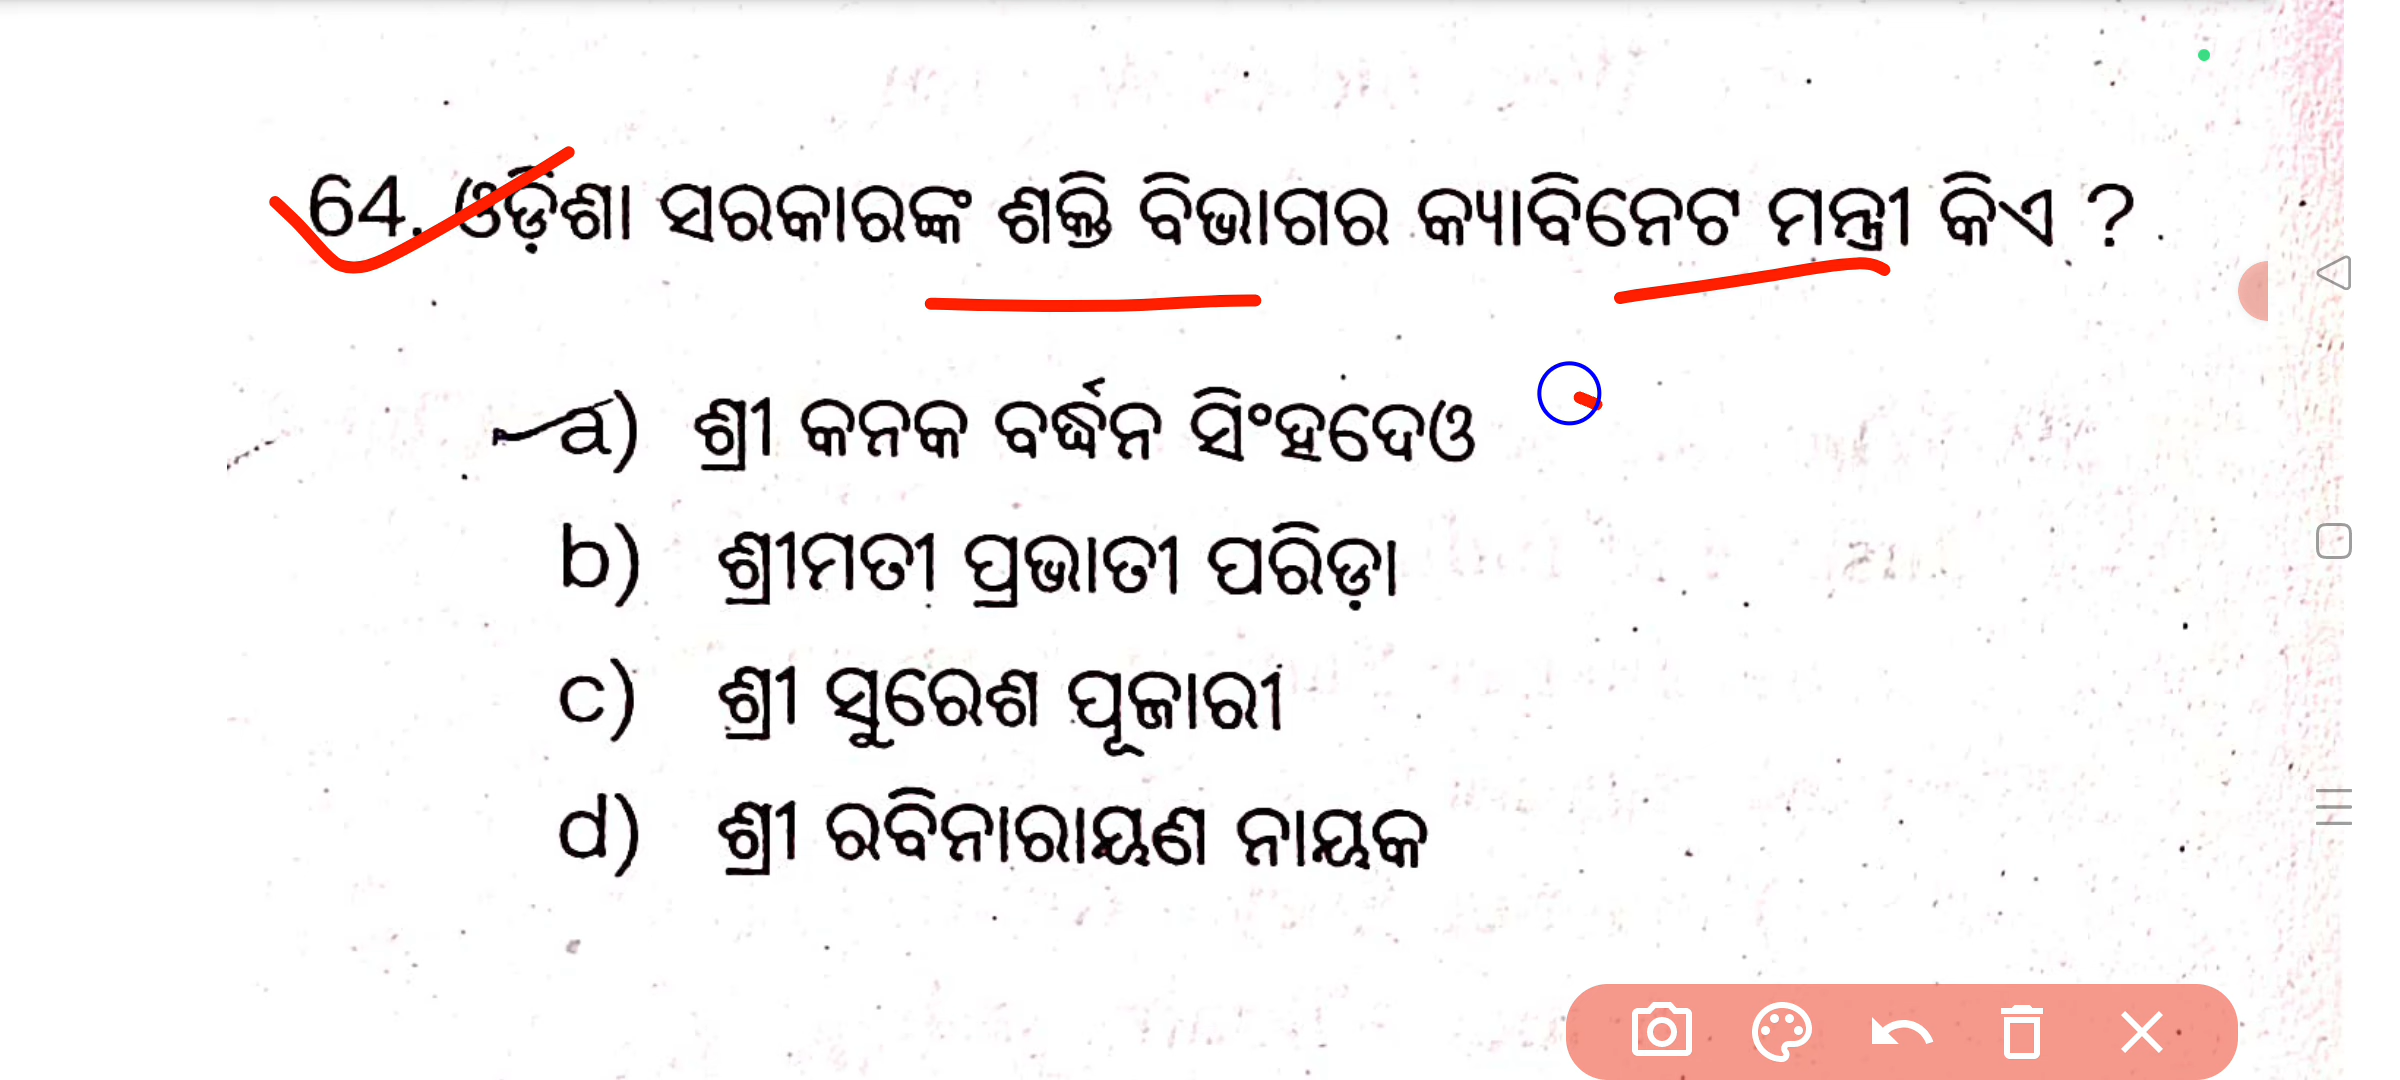 64. ଓଡ଼ିଶା ସରକାରଙ୍କ ଶକ୍ତି ବିଭାଗର କ୍ୟାବିନେଟ ମନ୍ତ୍ରୀ କିଏ ?
a) ଶ୍ରୀ କନକ ବର୍ଦ୍ଧନ ସିଂହଦେଓ
b) ଶ୍ରୀମତୀ ପ୍ରଭାତୀ ପରିଡ଼ା
c) ଶ୍ରୀ ସୁରେଶ ପୂଜାରୀ
d) ଶ୍ରୀ ରବିନାରାୟଣ ନାୟକ